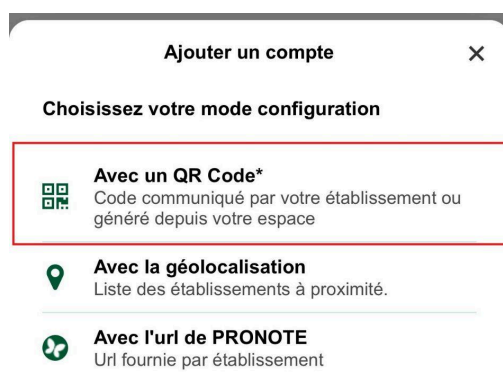 Ajouter un compte
Choisissez votre mode configuration
Avec un QR Code*
Code communiqué par votre établissement ou
généré depuis votre espace
Avec la géolocalisation
Liste des établissements à proximité.
Avec l'url de PRONOTE
Url fournie par établissement